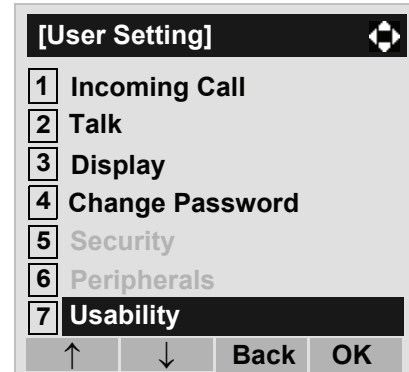 [User Setting]
1 Incoming Call
2 Talk
3 Display
4 Change Password
5 Security
6 Peripherals
7 Usability
↑ ↓ Back OK